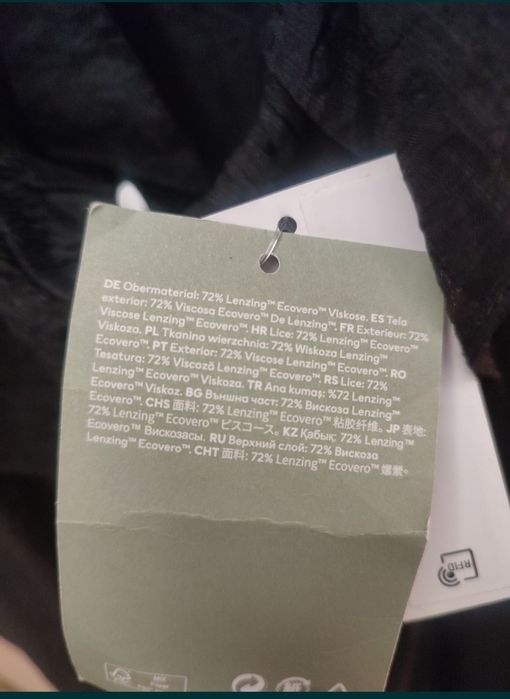 DE Obermaterial: 72% Lenzing™ Ecovero™ Viskose. ES Tela
exterior: 72% Viscosa Ecovero™ De Lenzing™. FR Exterieur: 72%
Viscose Lenzing™ Ecovero™. HR Lice: 72% Lenzing™ Ecovero™
Viskoza. PL Tkanina wierzchnia: 72% Wiskoza Lenzing™
Ecovero™. PT Exterior: 72% Viscose Lenzing™ Ecovero™. RO
Tesatura: 72% Viscoză Lenzing™ Ecovero™. RS Lice: 72%
Lenzing™ Ecovero™ Viskoza. TR Ana kumaş: %72 Lenzing™
Ecovero™ Viskoz. BG Външна част: 72% Вискоза Lenzing™
Ecovero™. CHS 面料: 72% Lenzing™ Ecovero™ 粘胶纤维。JP 表地:
72% Lenzing™ Ecovero™ ビスコース。KZ Қабық: 72% Lenzing™
Ecovero™ Вискозасы. RU Верхний слой: 72% Вискоза
Lenzing™ Ecovero™. CHT 面料: 72% Lenzing™ Ecovero™ 嫘縈。
RFID
MIX